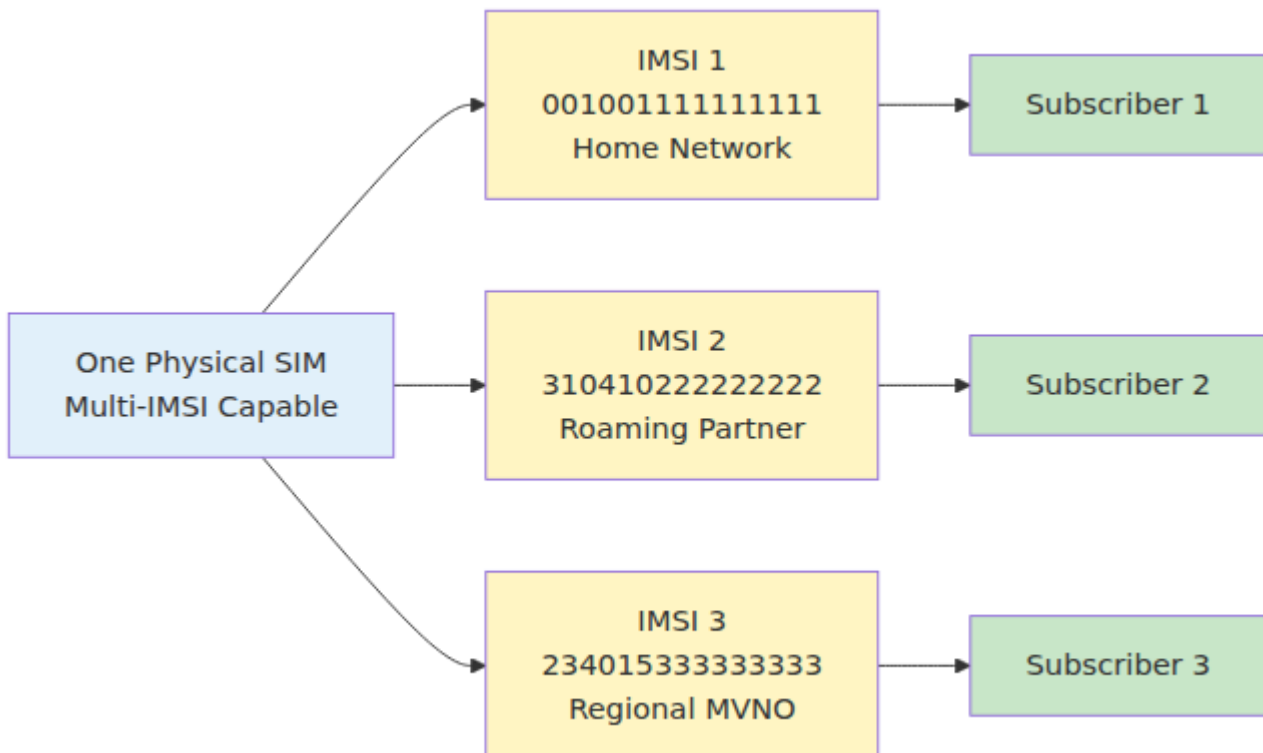 One Physical SIM
Multi-IMSI Capable
IMSI 1
001001111111111
Home Network
Subscriber 1
IMSI 2
310410222222222
Roaming Partner
Subscriber 2
IMSI 3
234015333333333
Regional MVNO
Subscriber 3